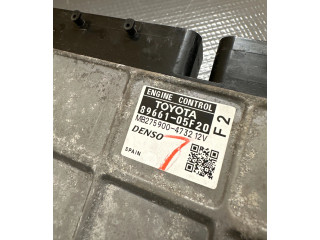 ENGINE CONTROL
TOYOTA
89661-05F20
MB275900-4732 12V
DENSO
F2
7
SPAIN